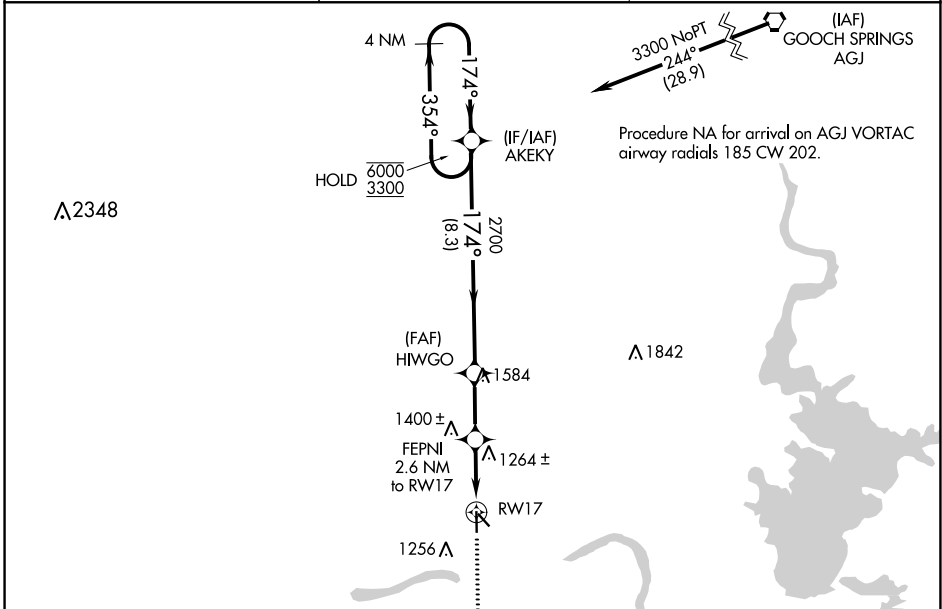 4 NM
174°
354°
(IF/IAF)
AKEKY
HOLD
6000
3300
3300 NoPT
244°
(28.9)
(IAF)
GOOCH SPRINGS
AGJ
Procedure NA for arrival on AGJ VORTAC
airway radials 185 CW 202.
2348
2700
174°
(8.3)
(FAF)
HIWGO
1584
1842
1400 ±
FEPNI
2.6 NM
to RW17
1264 ±
RW17
1256